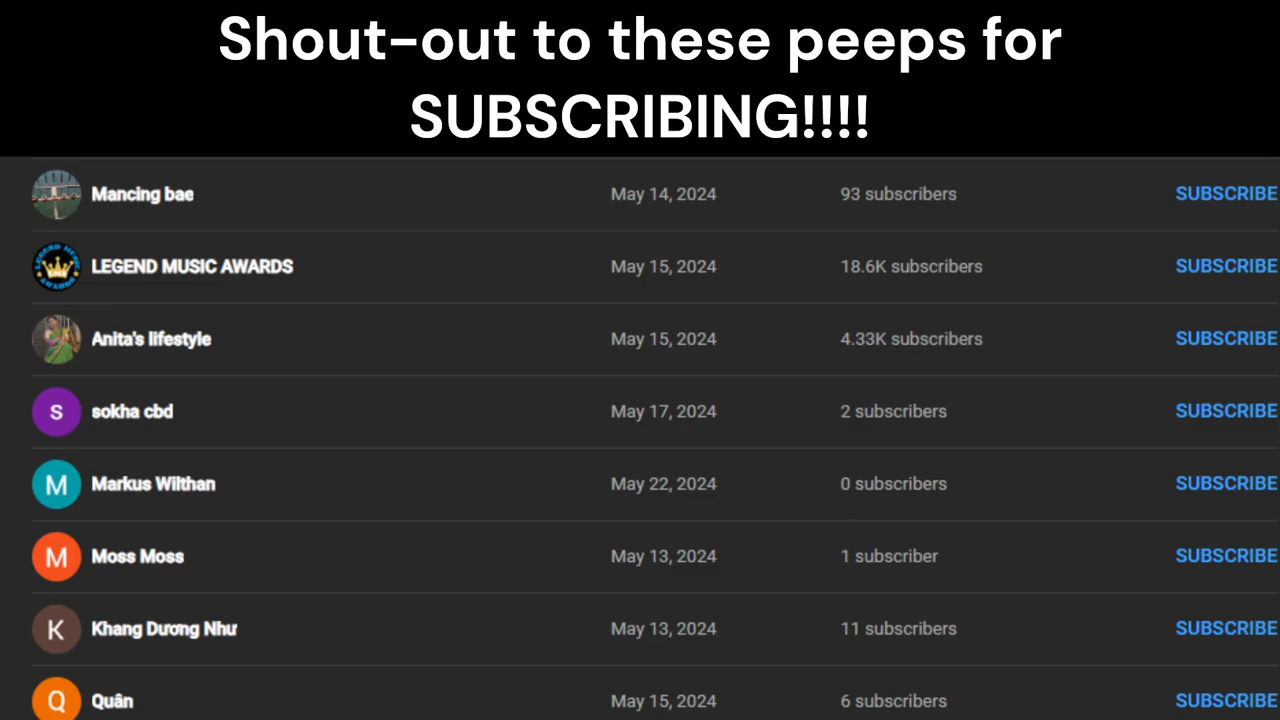 Shout-out to these peeps for
SUBSCRIBING!!!!
Mancing bae May 14, 2024 93 subscribers SUBSCRIBE
LEGEND MUSIC AWARDS May 15, 2024 18.6K subscribers SUBSCRIBE
Anita's lifestyle May 15, 2024 4.33K subscribers SUBSCRIBE
S sokha cbd May 17, 2024 2 subscribers SUBSCRIBE
M Markus Wilthan May 22, 2024 0 subscribers SUBSCRIBE
M Moss Moss May 13, 2024 1 subscriber SUBSCRIBE
K Khang Dương Như May 13, 2024 11 subscribers SUBSCRIBE
Q Quân May 15, 2024 6 subscribers SUBSCRIBE